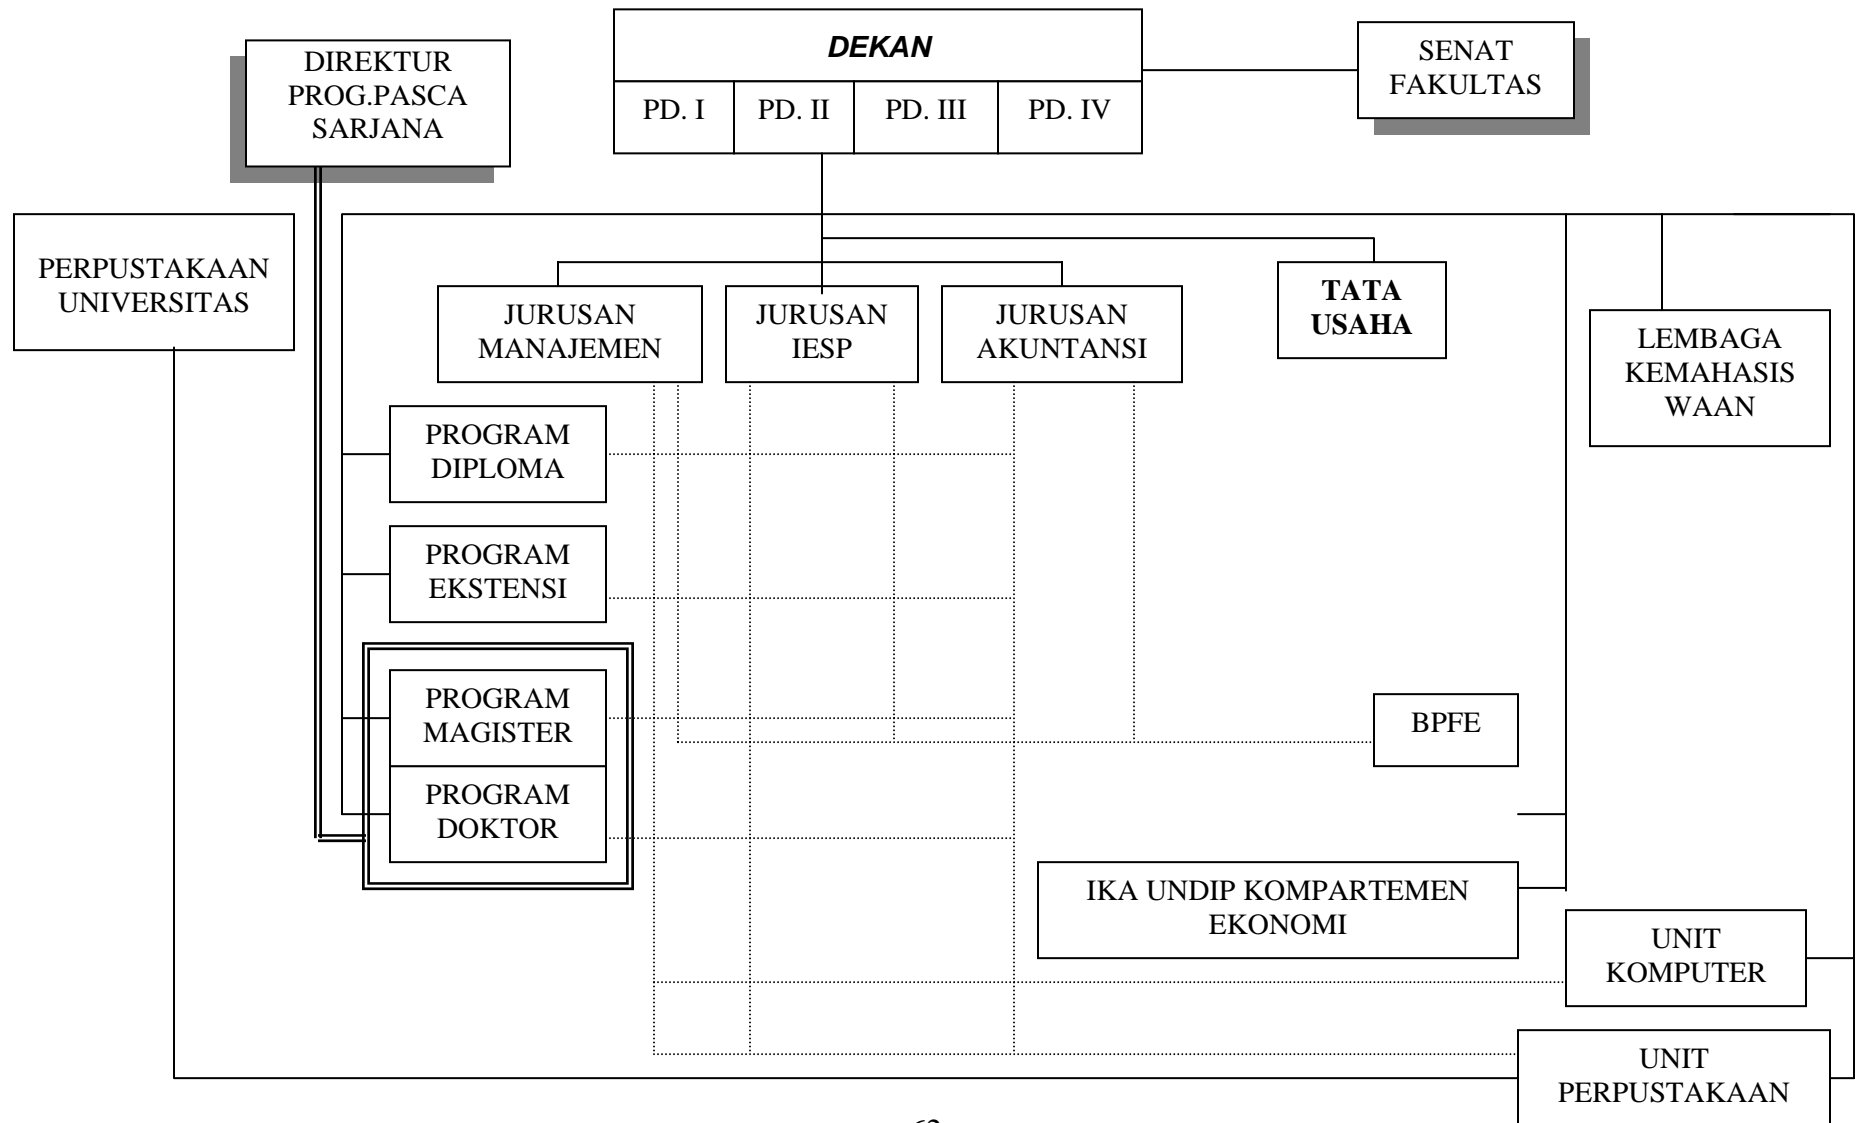 DEKAN
PD. I
PD. II
PD. III
PD. IV
DIREKTUR
PROG.PASCA
SARJANA
SENAT
FAKULTAS
PERPUSTAKAAN
UNIVERSITAS
JURUSAN
MANAJEMEN
JURUSAN
IESP
JURUSAN
AKUNTANSI
TATA
USAHA
LEMBAGA
KEMAHASIS
WAAN
PROGRAM
DIPLOMA
PROGRAM
EKSTENSI
PROGRAM
MAGISTER
PROGRAM
DOKTOR
BPFE
IKA UNDIP KOMPARTEMEN
EKONOMI
UNIT
KOMPUTER
UNIT
PERPUSTAKAAN